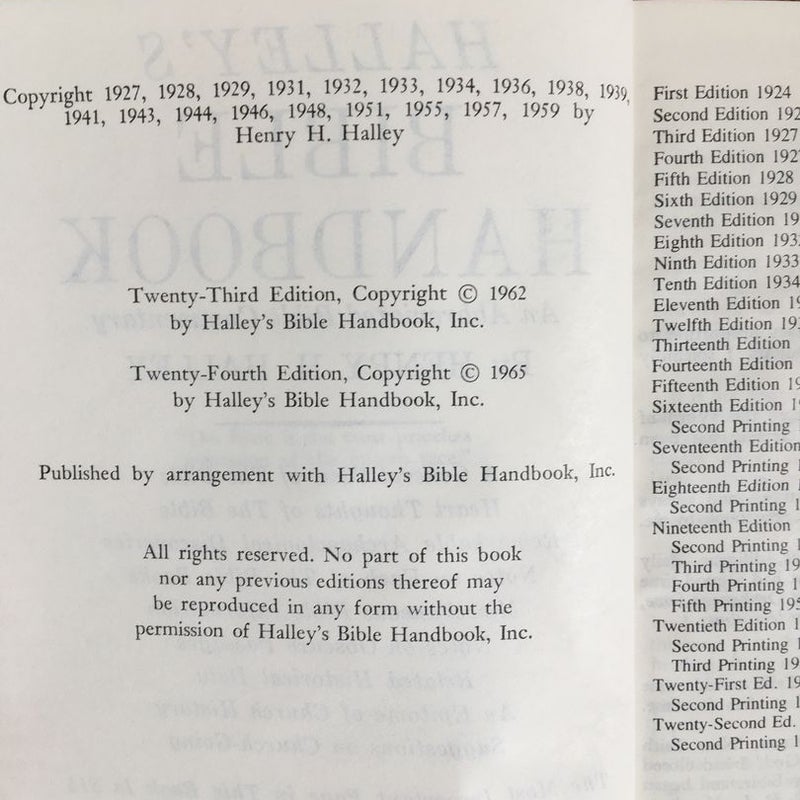 Copyright 1927, 1928, 1929, 1931, 1932, 1933, 1934, 1936, 1938, 1939,
1941, 1943, 1944, 1946, 1948, 1951, 1955, 1957, 1959 by
Henry H. Halley
Twenty-Third Edition, Copyright © 1962
by Halley's Bible Handbook, Inc.
Twenty-Fourth Edition, Copyright © 1965
by Halley's Bible Handbook, Inc.
Published by arrangement with Halley's Bible Handbook, Inc.
All rights reserved. No part of this book
nor any previous editions thereof may
be reproduced in any form without the
permission of Halley's Bible Handbook, Inc.
First Edition 1924
Second Edition
Third Edition 1927
Fourth Edition
Fifth Edition 1928
Sixth Edition 1929
Seventh Edition
Eighth Edition
Ninth Edition 1933
Tenth Edition 1934
Eleventh Edition
Twelfth Edition
Thirteenth Edition
Fourteenth Edition
Fifteenth Edition
Sixteenth Edition
Second Printing
Seventeenth Edition
Second Printing
Eighteenth Edition
Second Printing
Nineteenth Edition
Second Printing
Third Printing
Fourth Printing
Fifth Printing
Twentieth Edition
Second Printing
Third Printing
Twenty-First Ed.
Second Printing
Twenty-Second Ed.
Second Printing